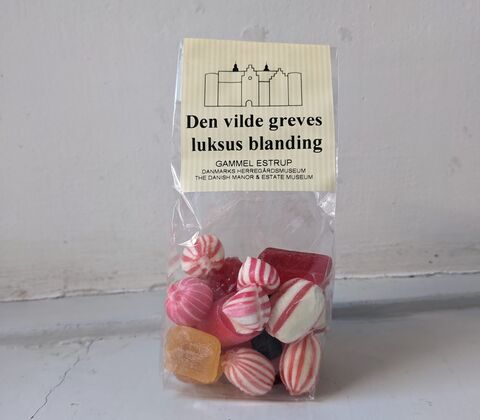 Den vilde greves
luksus blanding
GAMMEL ESTRUP
DANMARKS HERREGÅRDSMUSEUM
THE DANISH MANOR & ESTATE MUSEUM